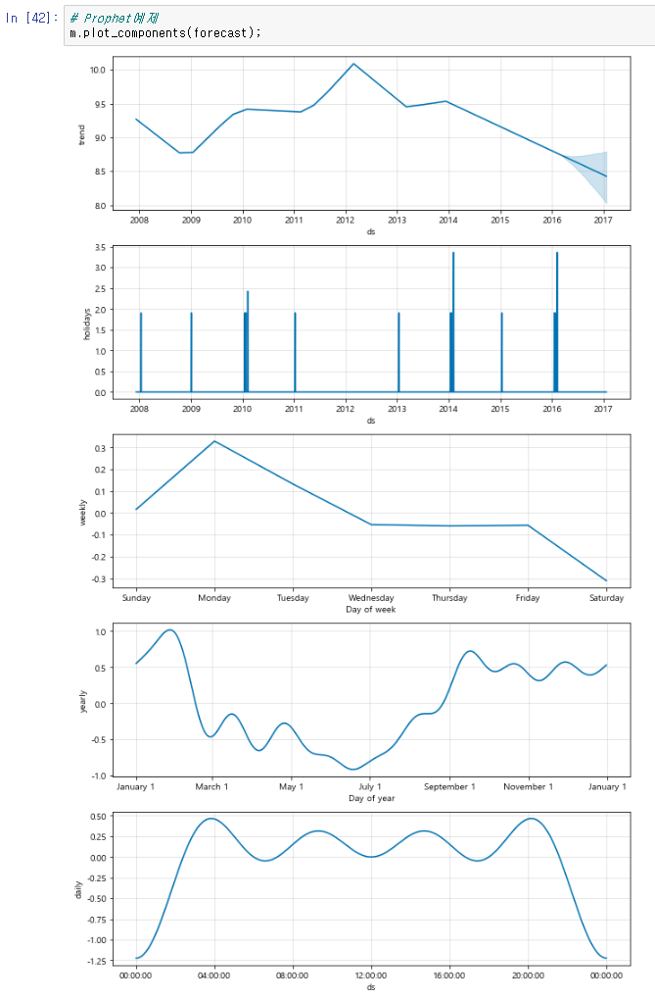 In [42]: # Prophet예제
m.plot_components(forecast);
10.0
9.5
9.0
8.5
8.0
trend
2008 2009 2010 2011 2012 2013 2014 2015 2016 2017
ds
3.5
3.0
2.5
2.0
1.5
1.0
0.5
0.0
holidays
2008 2009 2010 2011 2012 2013 2014 2015 2016 2017
ds
0.3
0.2
0.1
0.0
-0.1
-0.2
-0.3
weekly
Sunday Monday Tuesday Wednesday Thursday Friday Saturday
Day of week
1.0
0.5
0.0
-0.5
-1.0
yearly
January 1 March 1 May 1 July 1 September 1 November 1 January 1
Day of year
0.50
0.25
0.00
-0.25
-0.50
-0.75
-1.00
-1.25
daily
00:00:00 04:00:00 08:00:00 12:00:00 16:00:00 20:00:00 00:00:00
ds